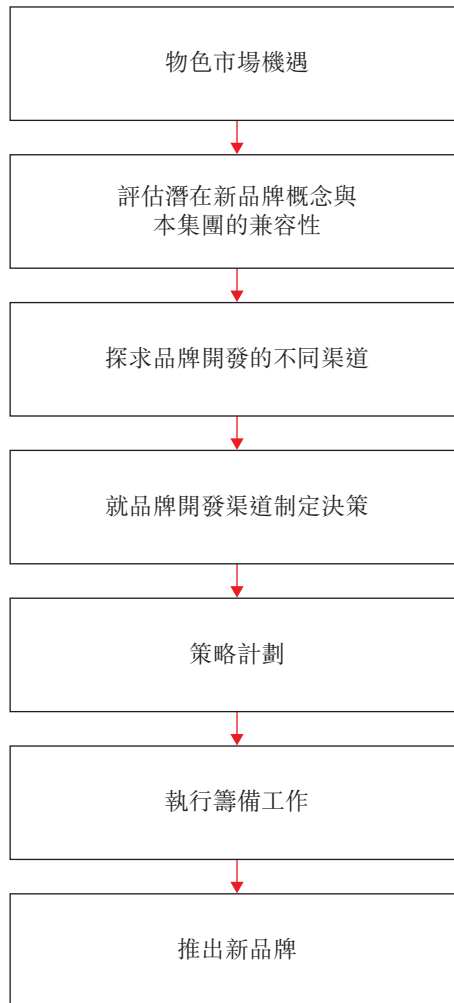 物色市場機遇
評估潛在新品牌概念與
本集團的兼容性
探求品牌開發的不同渠道
就品牌開發渠道制定決策
策略計劃
執行籌備工作
推出新品牌